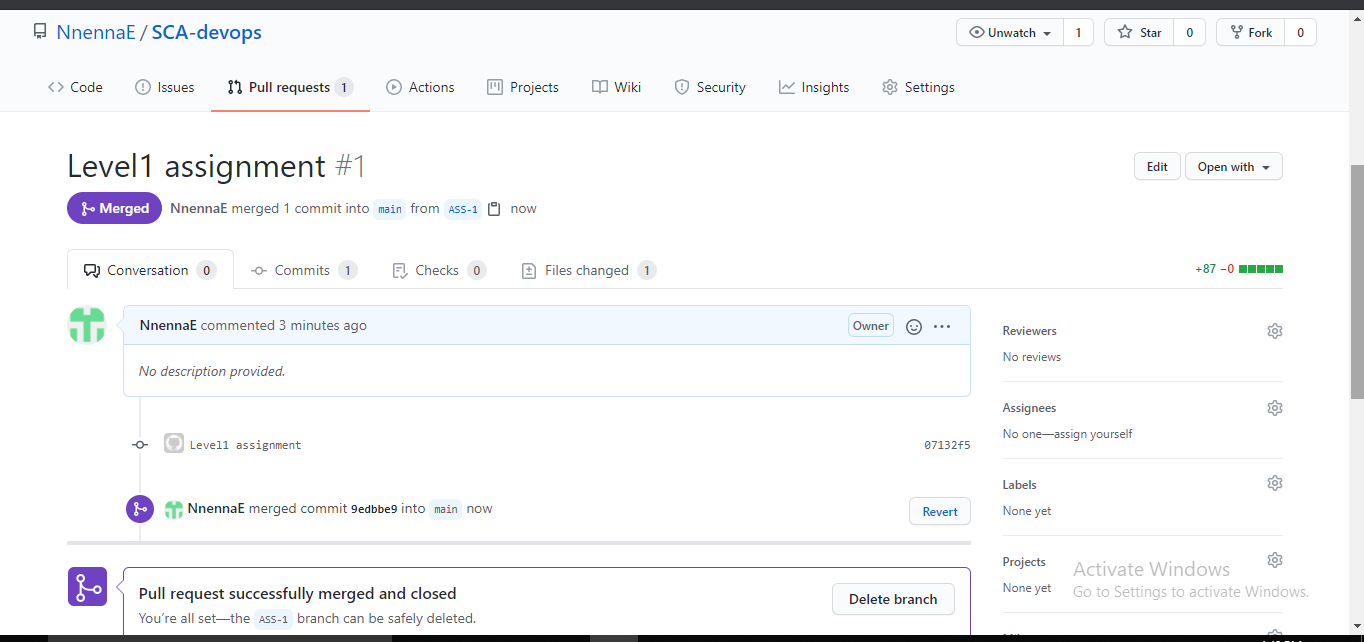 NnennaE / SCA-devops
Unwatch 1 Star 0 Fork 0
Code Issues Pull requests 1 Actions Projects Wiki Security Insights Settings
Level1 assignment #1
Edit Open with
Merged NnennaE merged 1 commit into main from ASS-1 now
Conversation 0 Commits 1 Checks 0 Files changed 1
+87 −0
NnennaE commented 3 minutes ago
Owner
No description provided.
Level1 assignment 07132f5
NnennaE merged commit 9edbbe9 into main now
Revert
Pull request successfully merged and closed
You're all set—the ASS-1 branch can be safely deleted.
Delete branch
Reviewers
No reviews
Assignees
No one—assign yourself
Labels
None yet
Projects
None yet
Activate Windows
Go to Settings to activate Windows.